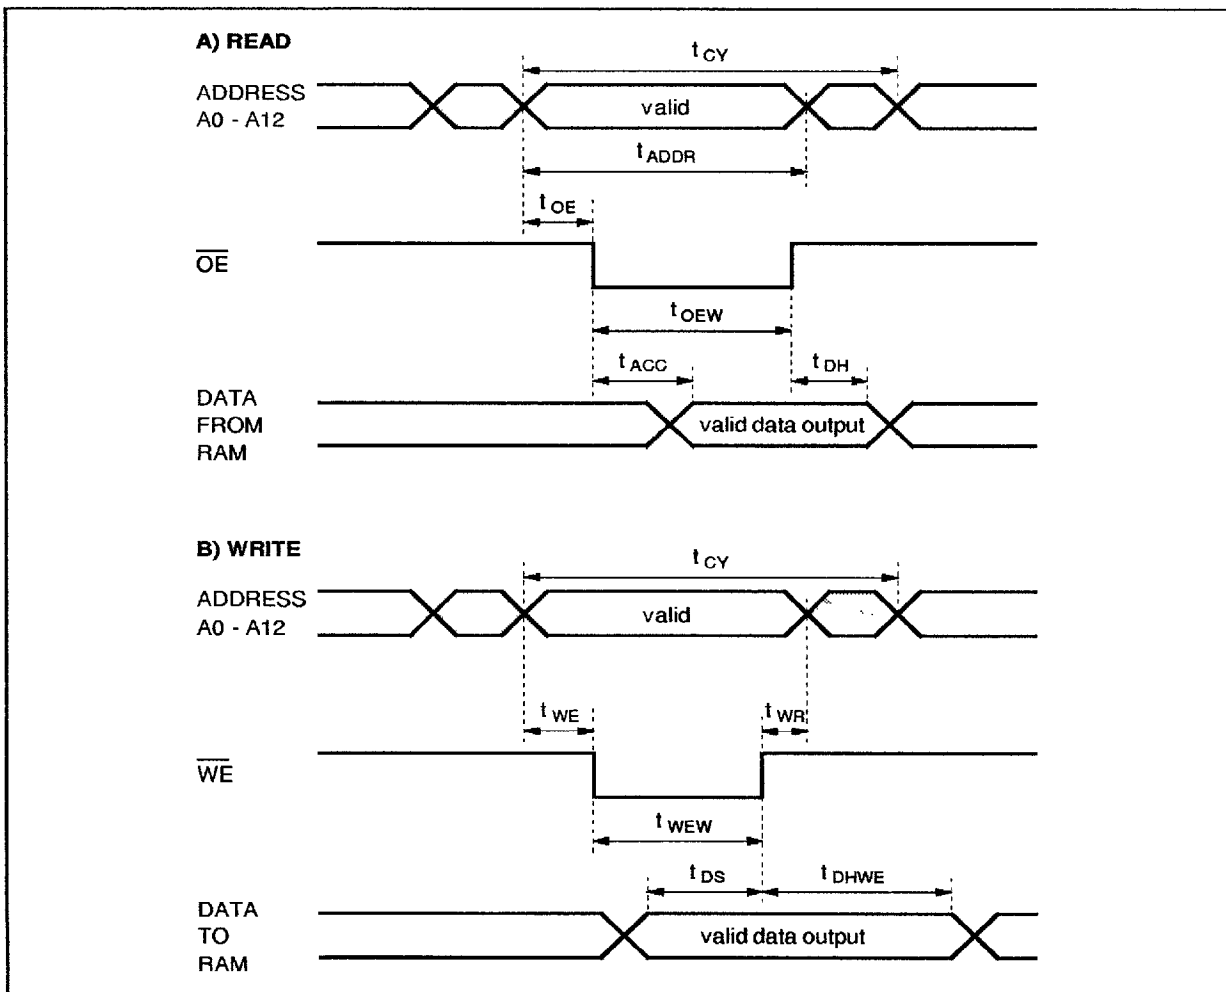 A) READ
t CY
ADDRESS
A0 - A12
valid
t ADDR
t OE
OE
t OEW
t ACC
t DH
DATA
FROM
RAM
valid data output
B) WRITE
t CY
ADDRESS
A0 - A12
valid
t WE
t WR
WE
t WEW
t DS
t DHWE
DATA
TO
RAM
valid data output